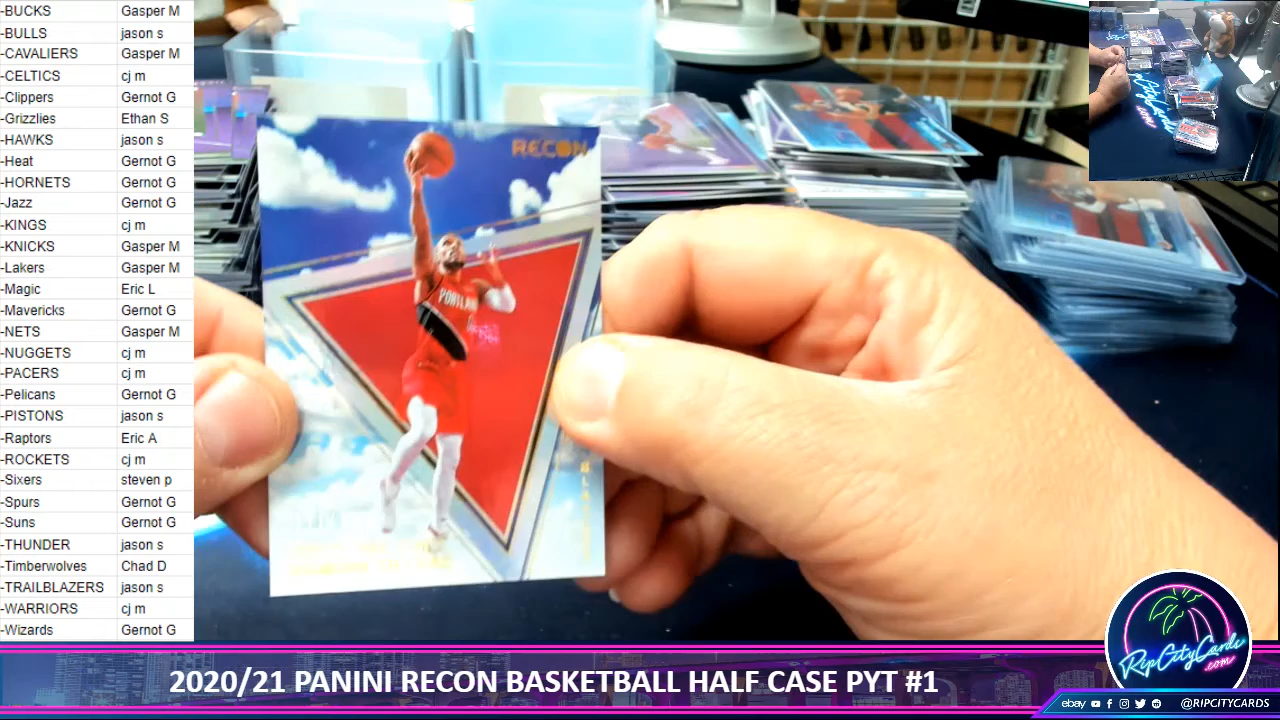 -BUCKS Gasper M
-BULLS jason s
-CAVALIERS Gasper M
-CELTICS cj m
-Clippers Gernot G
-Grizzlies Ethan S
-HAWKS jason s
-Heat Gernot G
-HORNETS Gernot G
-Jazz Gernot G
-KINGS cj m
-KNICKS Gasper M
-Lakers Gasper M
-Magic Eric L
-Mavericks Gernot G
-NETS Gasper M
-NUGGETS cj m
-PACERS cj m
-Pelicans Gernot G
-PISTONS jason s
-Raptors Eric A
-ROCKETS cj m
-Sixers steven p
-Spurs Gernot G
-Suns Gernot G
-THUNDER jason s
-Timberwolves Chad D
-TRAILBLAZERS jason s
-WARRIORS cj m
-Wizards Gernot G
RECON
PORTLAND
RipCityCards
.com
2020/21 PANINI RECON BASKETBALL HALF CASE PYT #1
ebay @RIPCITYCARDS